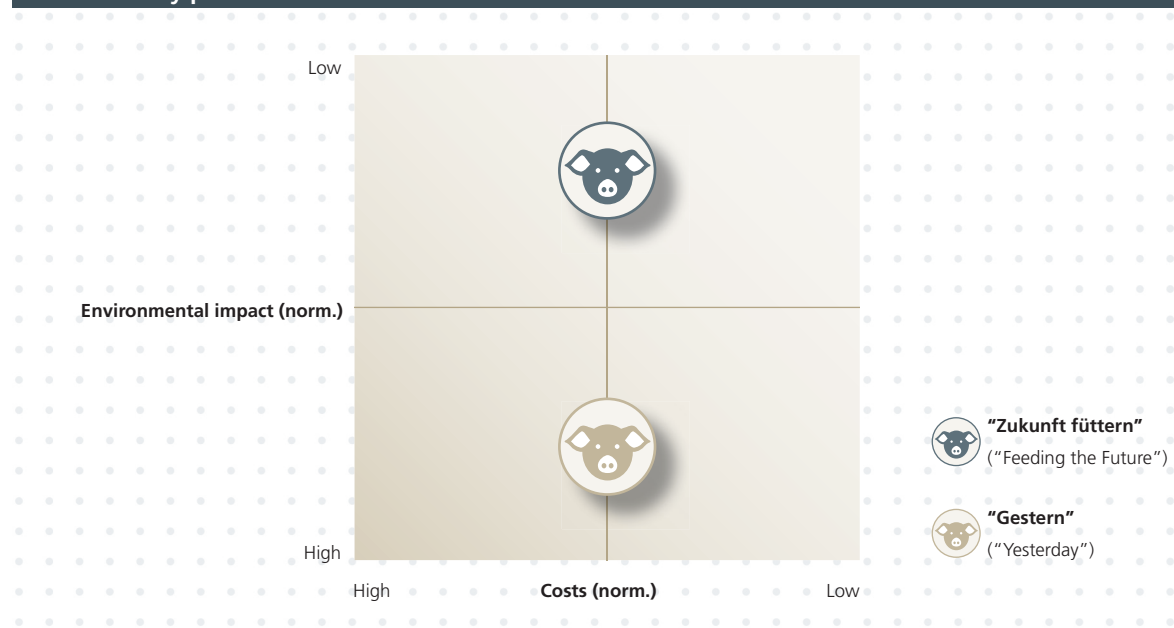 Low
Environmental impact (norm.)
High
High
Costs (norm.)
Low
“Zukunft füttern”
(“Feeding the Future”)
“Gestern”
(“Yesterday”)